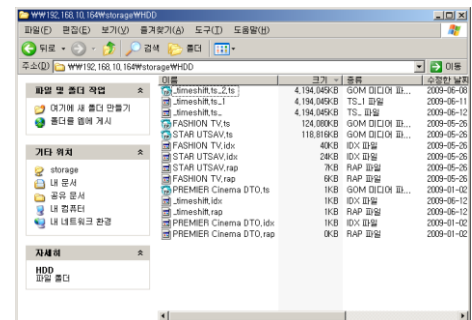 ₩₩192,168,10,164₩storage₩HDD
파일(F) 편집(E) 보기(V) 즐겨찾기(A) 도구(T) 도움말(H)
뒤로 검색 폴더
주소(D) ₩₩192,168,10,164₩storage₩HDD 이동
파일 및 폴더 작업
여기에 새 폴더 만들기
폴더를 웹에 게시
기타 위치
storage
내 문서
공유 문서
내 컴퓨터
내 네트워크 환경
자세히
HDD
파일 폴더
이름 크기 종류 수정한 날짜
_timeshift,ts_2,ts 4,194,045KB GOM 미디어 파... 2009-06-08
_timeshift,ts_1 4,194,045KB TS_1 파일 2009-06-11
_timeshift,ts_ 4,194,045KB TS_ 파일 2009-06-12
FASHION TV,ts 124,080KB GOM 미디어 파... 2009-05-26
STAR UTSAV,ts 118,816KB GOM 미디어 파... 2009-05-26
FASHION TV,idx 40KB IDX 파일 2009-05-26
STAR UTSAV,idx 24KB IDX 파일 2009-05-26
STAR UTSAV,rap 7KB RAP 파일 2009-05-26
FASHION TV,rap 6KB RAP 파일 2009-05-26
PREMIER Cinema DTO,ts 1KB GOM 미디어 파... 2009-01-02
_timeshift,idx 1KB IDX 파일 2009-06-12
_timeshift,rap 1KB RAP 파일 2009-06-12
PREMIER Cinema DTO,idx 1KB IDX 파일 2009-01-02
PREMIER Cinema DTO,rap 0KB RAP 파일 2009-01-02